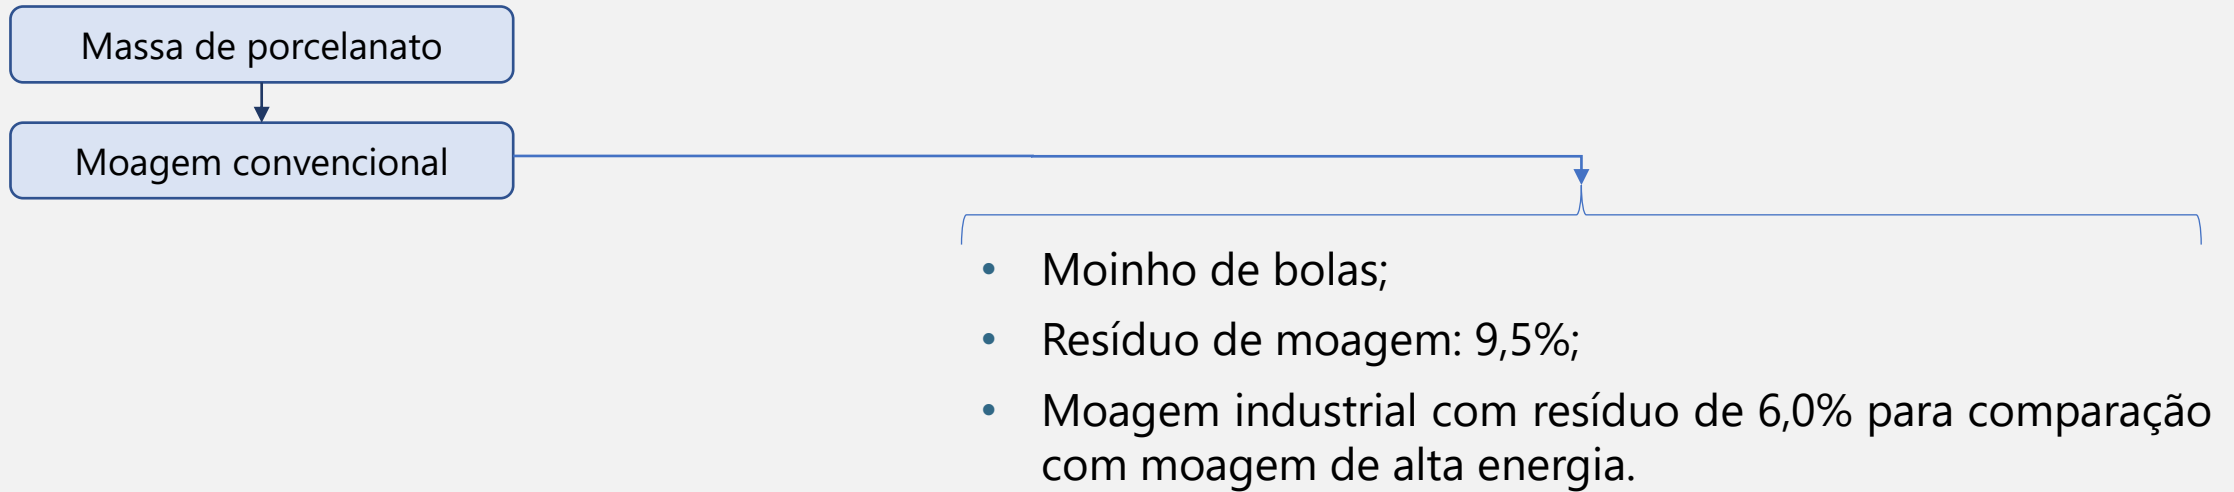 Massa de porcelanato
Moagem convencional
• Moinho de bolas;
• Resíduo de moagem: 9,5%;
• Moagem industrial com resíduo de 6,0% para comparação
com moagem de alta energia.